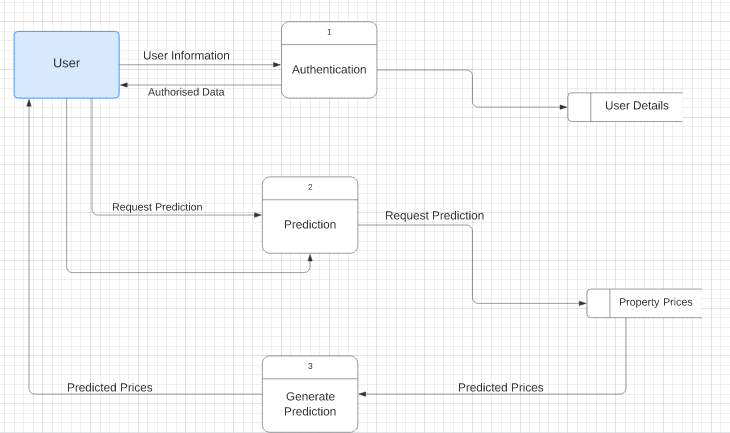 1
User
User Information
Authentication
Authorised Data
User Details
2
Request Prediction
Prediction
Request Prediction
Property Prices
3
Predicted Prices
Generate
Prediction
Predicted Prices